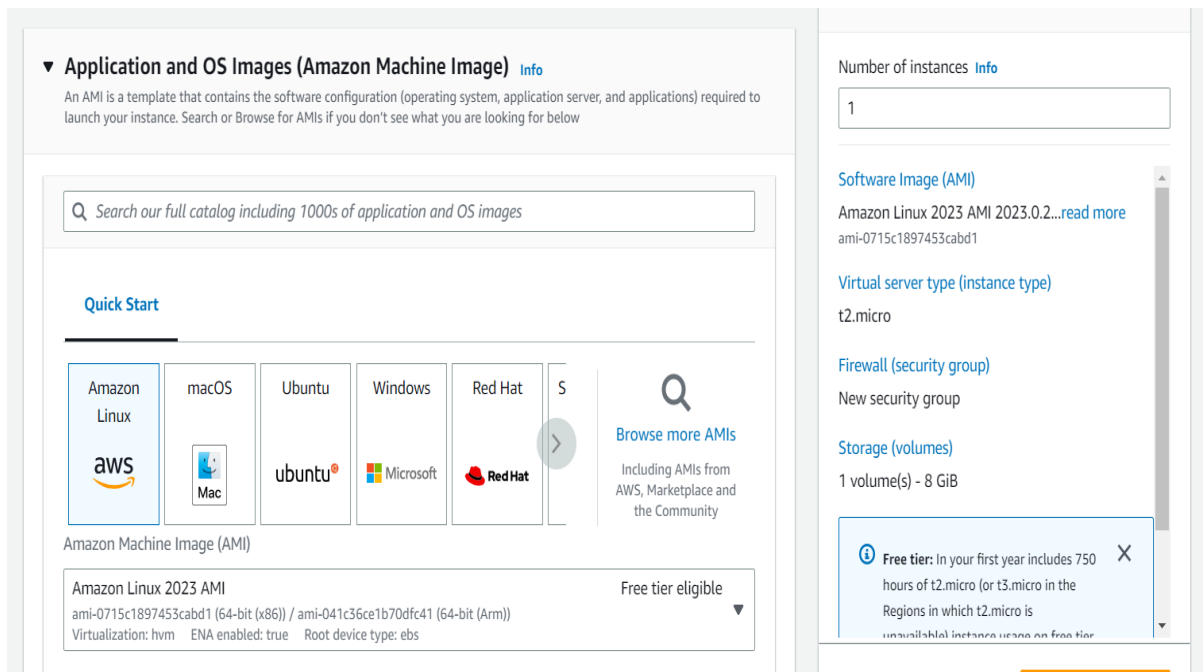 Application and OS Images (Amazon Machine Image) Info
An AMI is a template that contains the software configuration (operating system, application server, and applications) required to
launch your instance. Search or Browse for AMIs if you don't see what you are looking for below
Search our full catalog including 1000s of application and OS images
Quick Start
Amazon
Linux
aws
macOS
Mac
Ubuntu
ubuntu
Windows
Microsoft
Red Hat
Red Hat
S
Browse more AMIs
Including AMIs from
AWS, Marketplace and
the Community
Amazon Machine Image (AMI)
Amazon Linux 2023 AMI
Free tier eligible
ami-0715c1897453cabd1 (64-bit (x86)) / ami-041c36ce1b70dfc41 (64-bit (Arm))
Virtualization: hvm ENA enabled: true Root device type: ebs
Number of instances Info
1
Software Image (AMI)
Amazon Linux 2023 AMI 2023.0.2...read more
ami-0715c1897453cabd1
Virtual server type (instance type)
t2.micro
Firewall (security group)
New security group
Storage (volumes)
1 volume(s) - 8 GiB
Free tier: In your first year includes 750
hours of t2.micro (or t3.micro in the
Regions in which t2.micro is
unavailable) instance usage on free tier